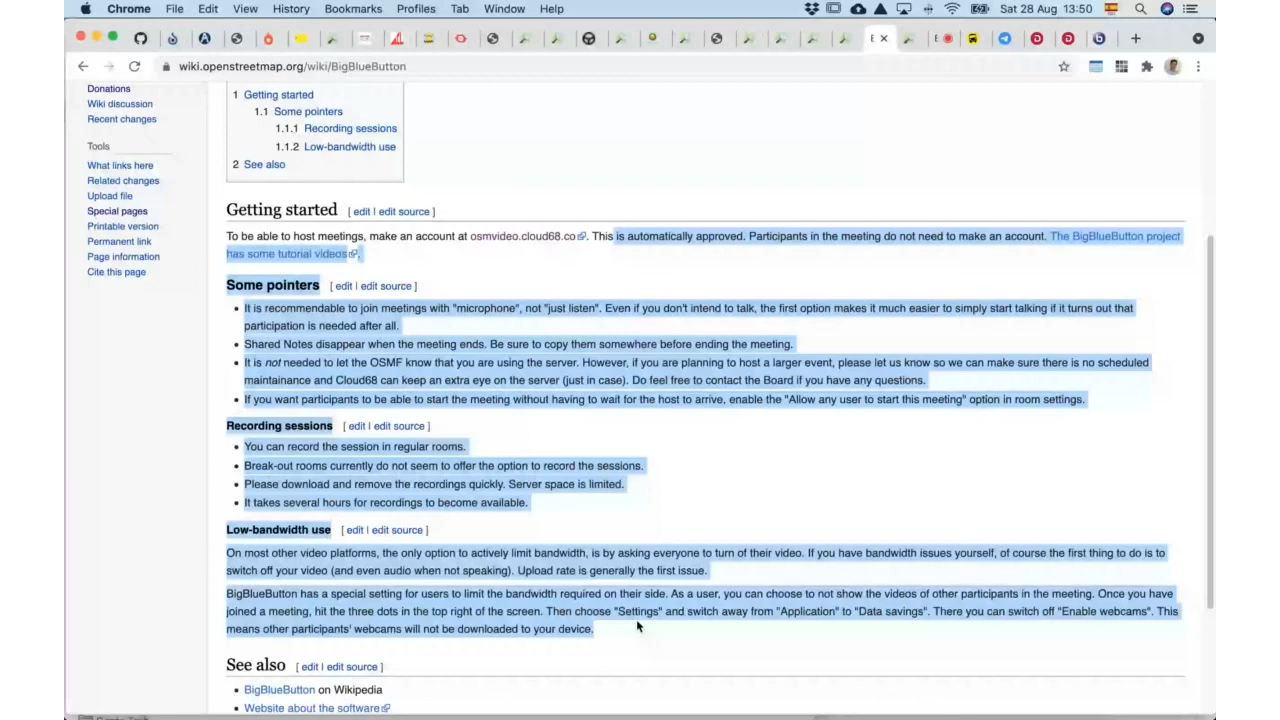 Chrome File Edit View History Bookmarks Profiles Tab Window Help Sat 28 Aug 13:50
wiki.openstreetmap.org/wiki/BigBlueButton
Donations
Wiki discussion
Recent changes
Tools
What links here
Related changes
Upload file
Special pages
Printable version
Permanent link
Page information
Cite this page
1 Getting started
1.1 Some pointers
1.1.1 Recording sessions
1.1.2 Low-bandwidth use
2 See also
Getting started [ edit | edit source ]
To be able to host meetings, make an account at osmvideo.cloud68.co. This is automatically approved. Participants in the meeting do not need to make an account. The BigBlueButton project
has some tutorial videos.
Some pointers [ edit | edit source ]
• It is recommendable to join meetings with "microphone", not "just listen". Even if you don't intend to talk, the first option makes it much easier to simply start talking if it turns out that
participation is needed after all.
• Shared Notes disappear when the meeting ends. Be sure to copy them somewhere before ending the meeting.
• It is not needed to let the OSMF know that you are using the server. However, if you are planning to host a larger event, please let us know so we can make sure there is no scheduled
maintainance and Cloud68 can keep an extra eye on the server (just in case). Do feel free to contact the Board if you have any questions.
• If you want participants to be able to start the meeting without having to wait for the host to arrive, enable the "Allow any user to start this meeting" option in room settings.
Recording sessions [ edit | edit source ]
• You can record the session in regular rooms.
• Break-out rooms currently do not seem to offer the option to record the sessions.
• Please download and remove the recordings quickly. Server space is limited.
• It takes several hours for recordings to become available.
Low-bandwidth use [ edit | edit source ]
On most other video platforms, the only option to actively limit bandwidth, is by asking everyone to turn of their video. If you have bandwidth issues yourself, of course the first thing to do is to
switch off your video (and even audio when not speaking). Upload rate is generally the first issue.
BigBlueButton has a special setting for users to limit the bandwidth required on their side. As a user, you can choose to not show the videos of other participants in the meeting. Once you have
joined a meeting, hit the three dots in the top right of the screen. Then choose "Settings" and switch away from "Application" to "Data savings". There you can switch off "Enable webcams". This
means other participants' webcams will not be downloaded to your device.
See also [ edit | edit source ]
• BigBlueButton on Wikipedia
• Website about the software